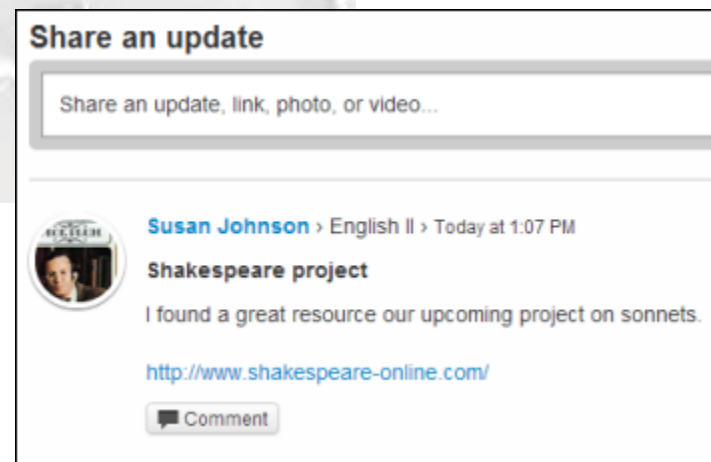 Share an update
Share an update, link, photo, or video...
Susan Johnson › English II › Today at 1:07 PM
Shakespeare project
I found a great resource our upcoming project on sonnets.
http://www.shakespeare-online.com/
Comment